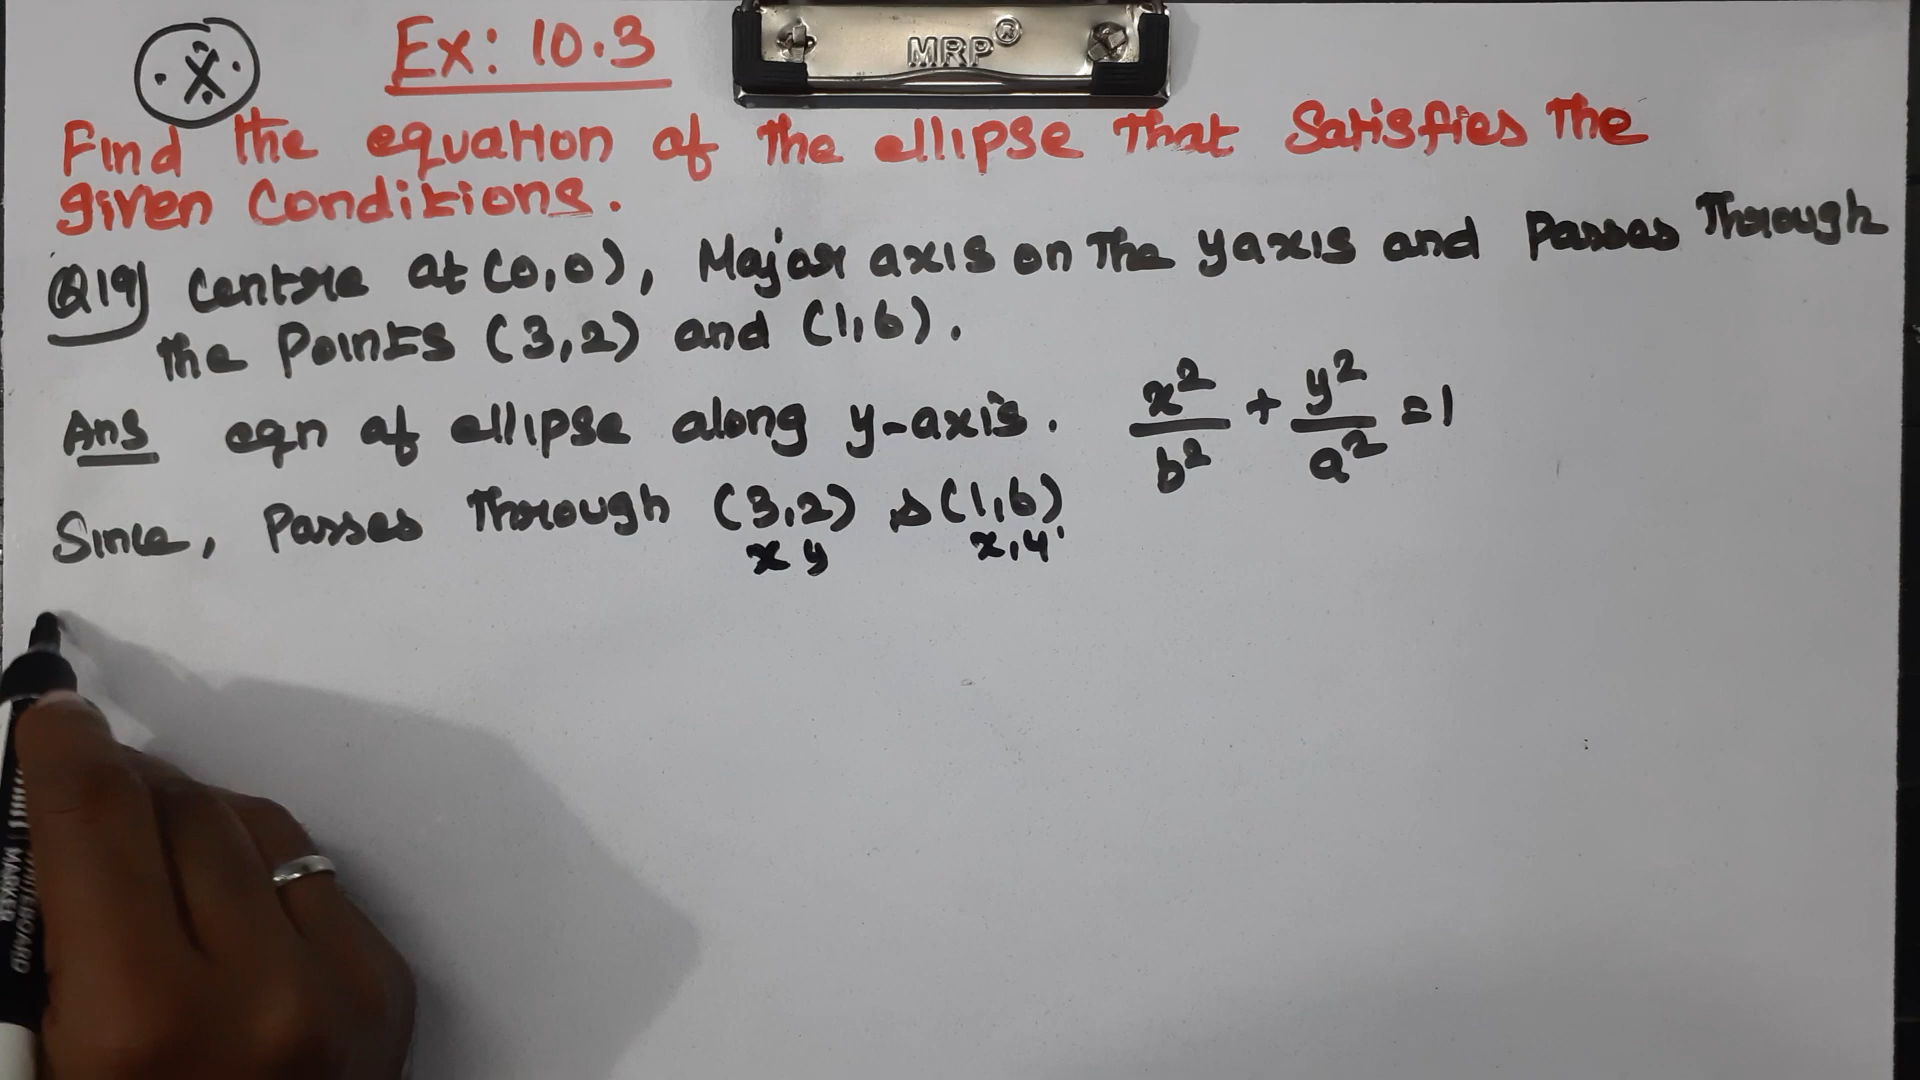 .X.
Ex: 10.3
MRP®
Find the equation of the ellipse that satisfies the
given conditions.
Q19) Centre at (0,0), Major axis on the y axis and passes through
the points (3,2) and (1,6).
Ans eqn of ellipse along y-axis. x²/b² + y²/a² = 1
Since, passes through (3,2) & (1,6)
x y x,y
WHITEBOARD
MARKER